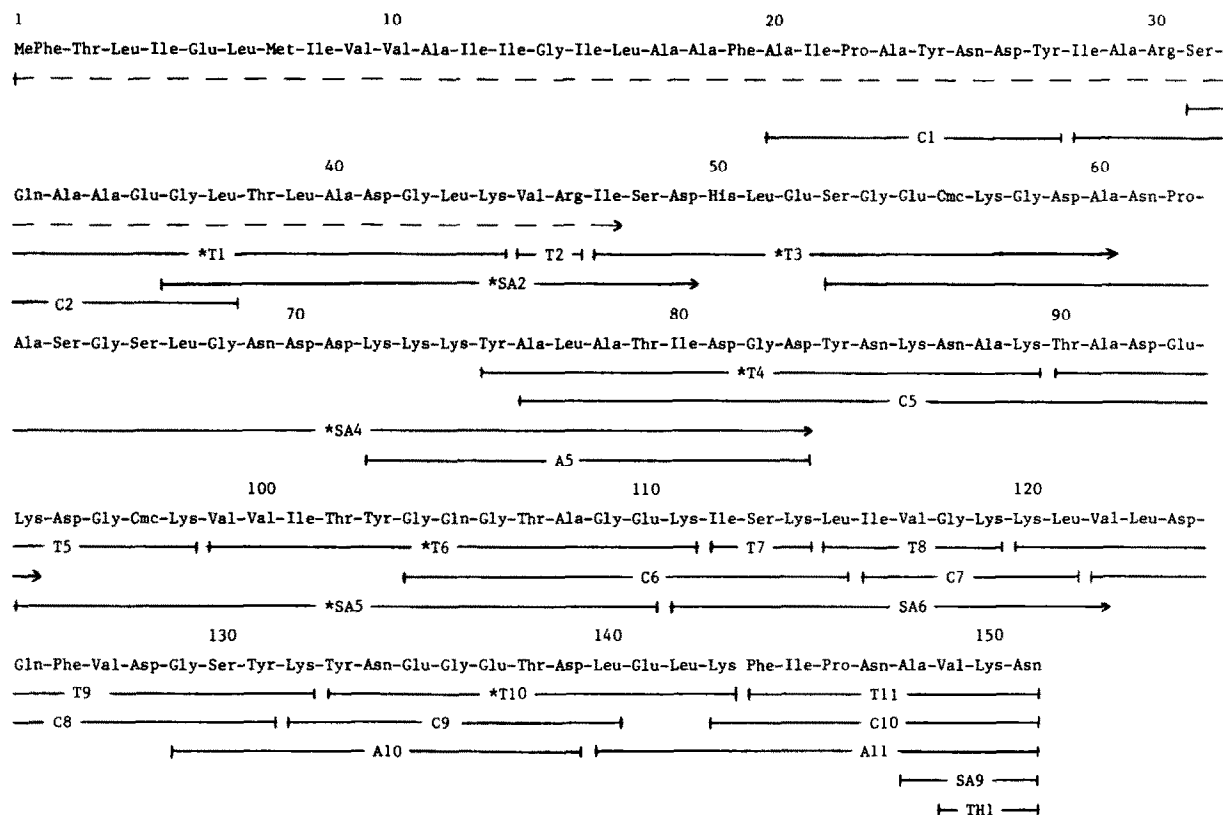 1 10 20 30
MePhe-Thr-Leu-Ile-Glu-Leu-Met-Ile-Val-Val-Ala-Ile-Ile-Gly-Ile-Leu-Ala-Ala-Phe-Ala-Ile-Pro-Ala-Tyr-Asn-Asp-Tyr-Ile-Ala-Arg-Ser-
C1
40 50 60
Gln-Ala-Ala-Glu-Gly-Leu-Thr-Leu-Ala-Asp-Gly-Leu-Lys-Val-Arg-Ile-Ser-Asp-His-Leu-Glu-Ser-Gly-Glu-Cmc-Lys-Gly-Asp-Ala-Asn-Pro-
*T1 T2 *T3
*SA2
C2
70 80 90
Ala-Ser-Gly-Ser-Leu-Gly-Asn-Asp-Asp-Lys-Lys-Lys-Tyr-Ala-Leu-Ala-Thr-Ile-Asp-Gly-Asp-Tyr-Asn-Lys-Asn-Ala-Lys-Thr-Ala-Asp-Glu-
*T4
C5
*SA4
A5
100 110 120
Lys-Asp-Gly-Cmc-Lys-Val-Val-Ile-Thr-Tyr-Gly-Gln-Gly-Thr-Ala-Gly-Glu-Lys-Ile-Ser-Lys-Leu-Ile-Val-Gly-Lys-Lys-Leu-Val-Leu-Asp-
T5 *T6 T7 T8
C6 C7
*SA5 SA6
130 140 150
Gln-Phe-Val-Asp-Gly-Ser-Tyr-Lys-Tyr-Asn-Glu-Gly-Glu-Thr-Asp-Leu-Glu-Leu-Lys Phe-Ile-Pro-Asn-Ala-Val-Lys-Asn
T9 *T10 T11
C8 C9 C10
A10 A11
SA9
TH1